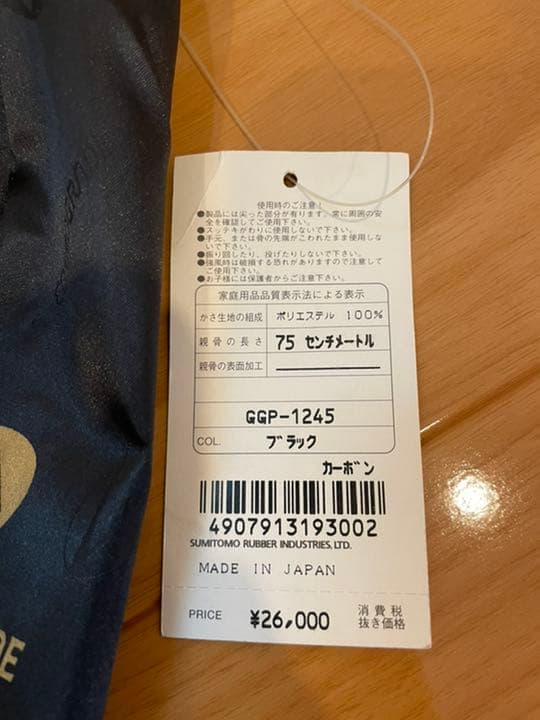 使用時のご注意!
●製品には尖った部分が有ります。常に周囲の安
全を確認してご使用下さい。
●ステッキがわりに使用しないで下さい。
●手元、または骨の先端がこわれたまま使用しな
いで下さい。
●振り回したり、投げたりしないで下さい。
●強風時は破損する恐れがありますので注意して
ご使用下さい。
●お子様には保護者からご注意下さい。
家庭用品品質表示法による表示
かさ生地の組成 ポリエステル 100%
親骨の長さ 75 センチメートル
親骨の表面加工
GGP-1245
COL. ブラック
カーボン
4907913193002
SUMITOMO RUBBER INDUSTRIES, LTD.
MADE IN JAPAN
PRICE ¥26,000 消費税
抜き価格